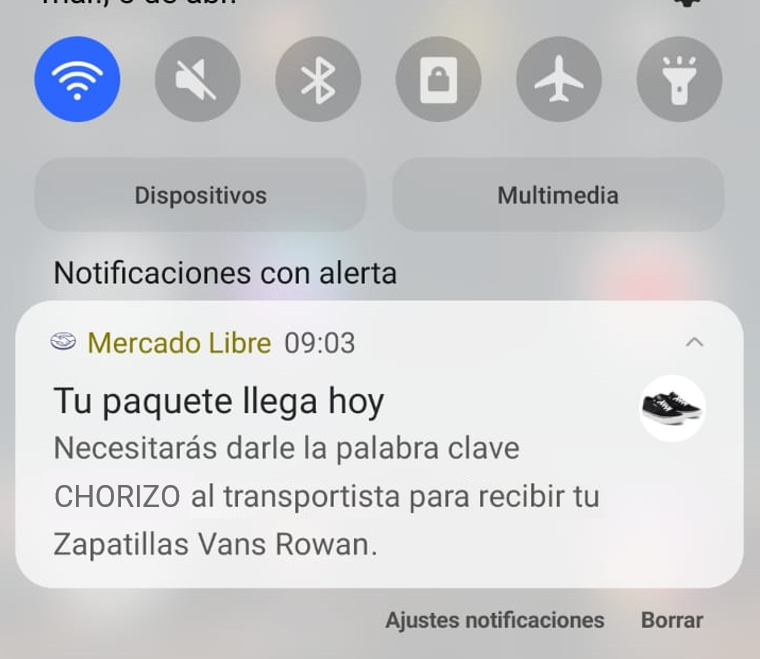 Dispositivos
Multimedia
Notificaciones con alerta
Mercado Libre 09:03
Tu paquete llega hoy
Necesitarás darle la palabra clave
CHORIZO al transportista para recibir tu
Zapatillas Vans Rowan.
Ajustes notificaciones
Borrar